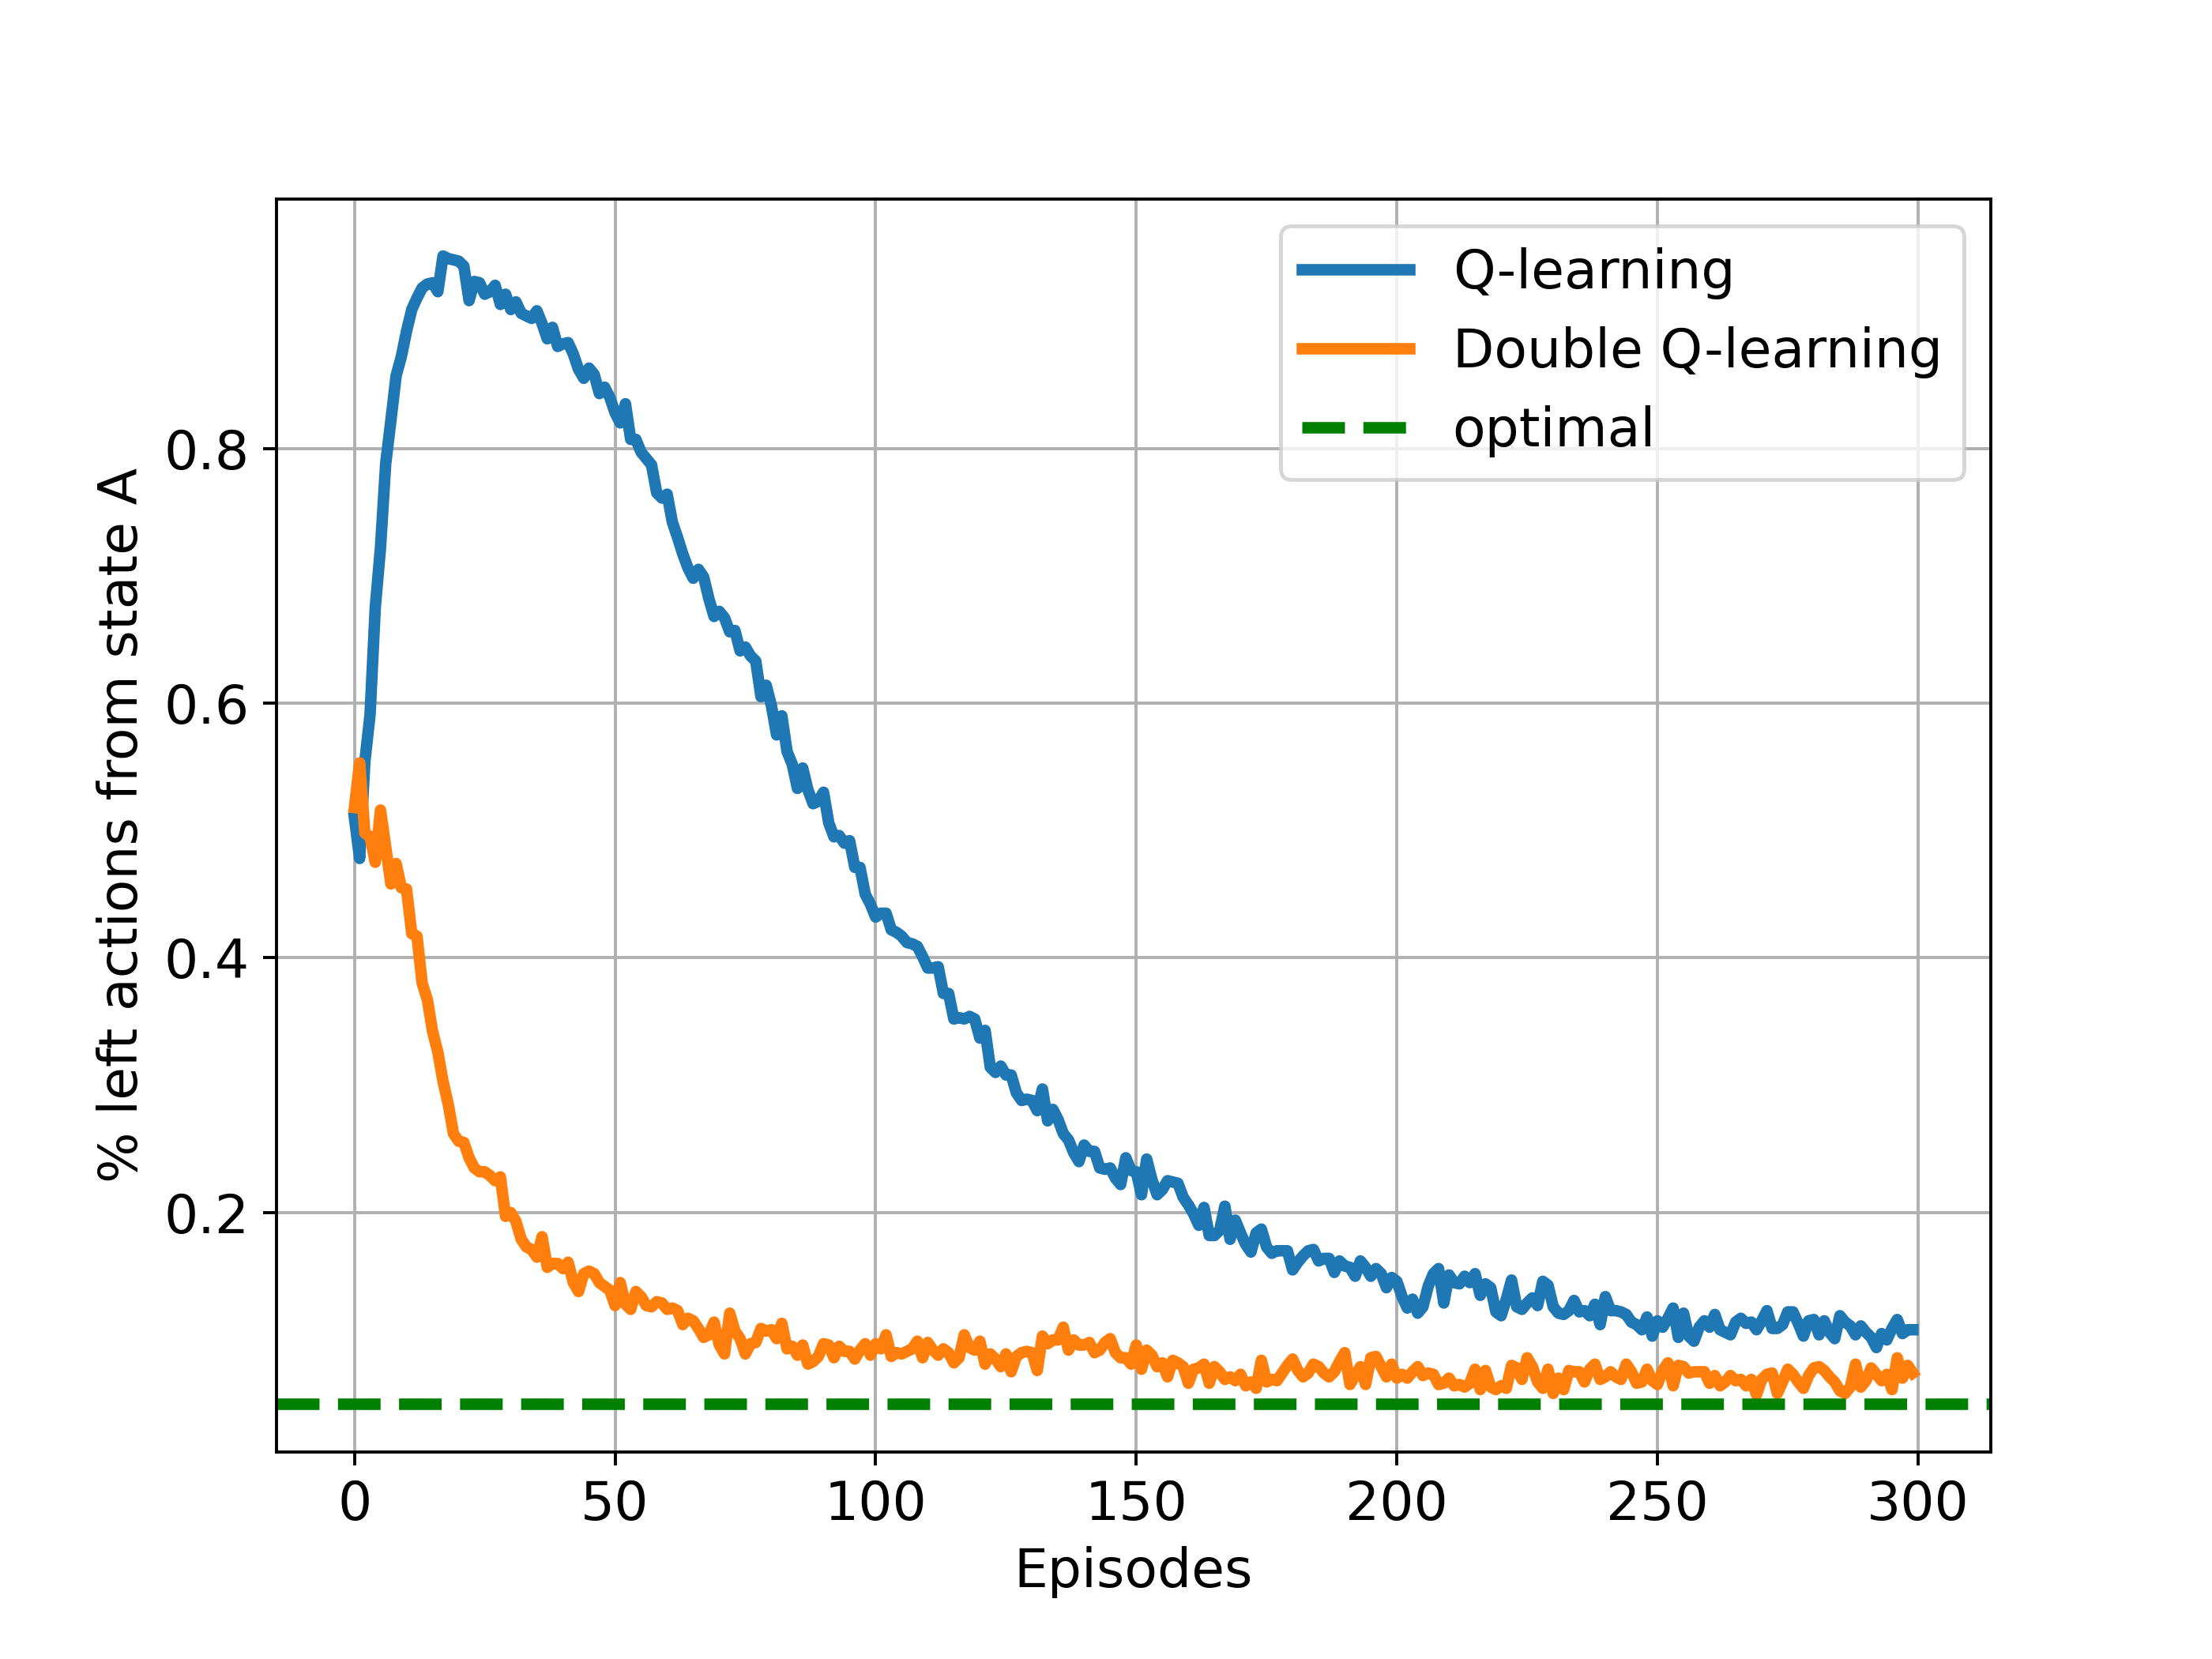 Q-learning
Double Q-learning
optimal
% left actions from state A
0.8
0.6
0.4
0.2
0 50 100 150 200 250 300
Episodes